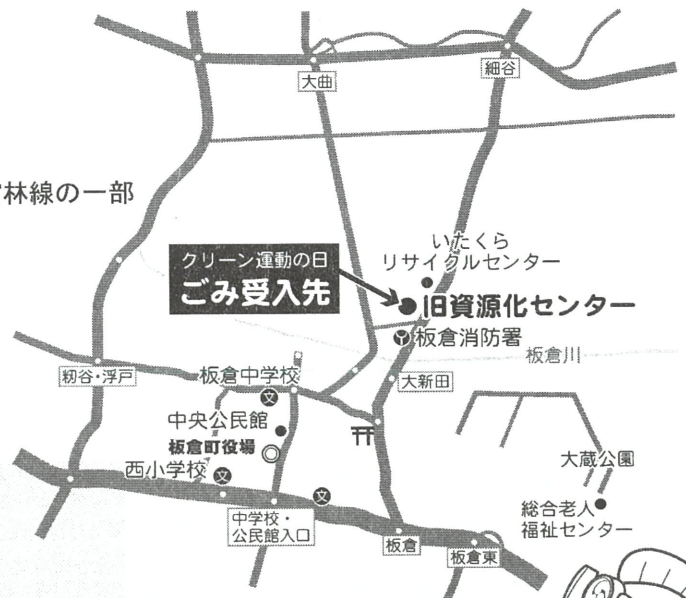 大曲
細谷
林線の一部
いたくら
リサイクルセンター
クリーン運動の日
ごみ受入先
旧資源化センター
板倉消防署
板倉川
籾谷・浮戸
板倉中学校
文
大新田
中央公民館
板倉町役場
西小学校
文
文
大蔵公園
総合老人
福祉センター
中学校・
公民館入口
板倉
板倉東